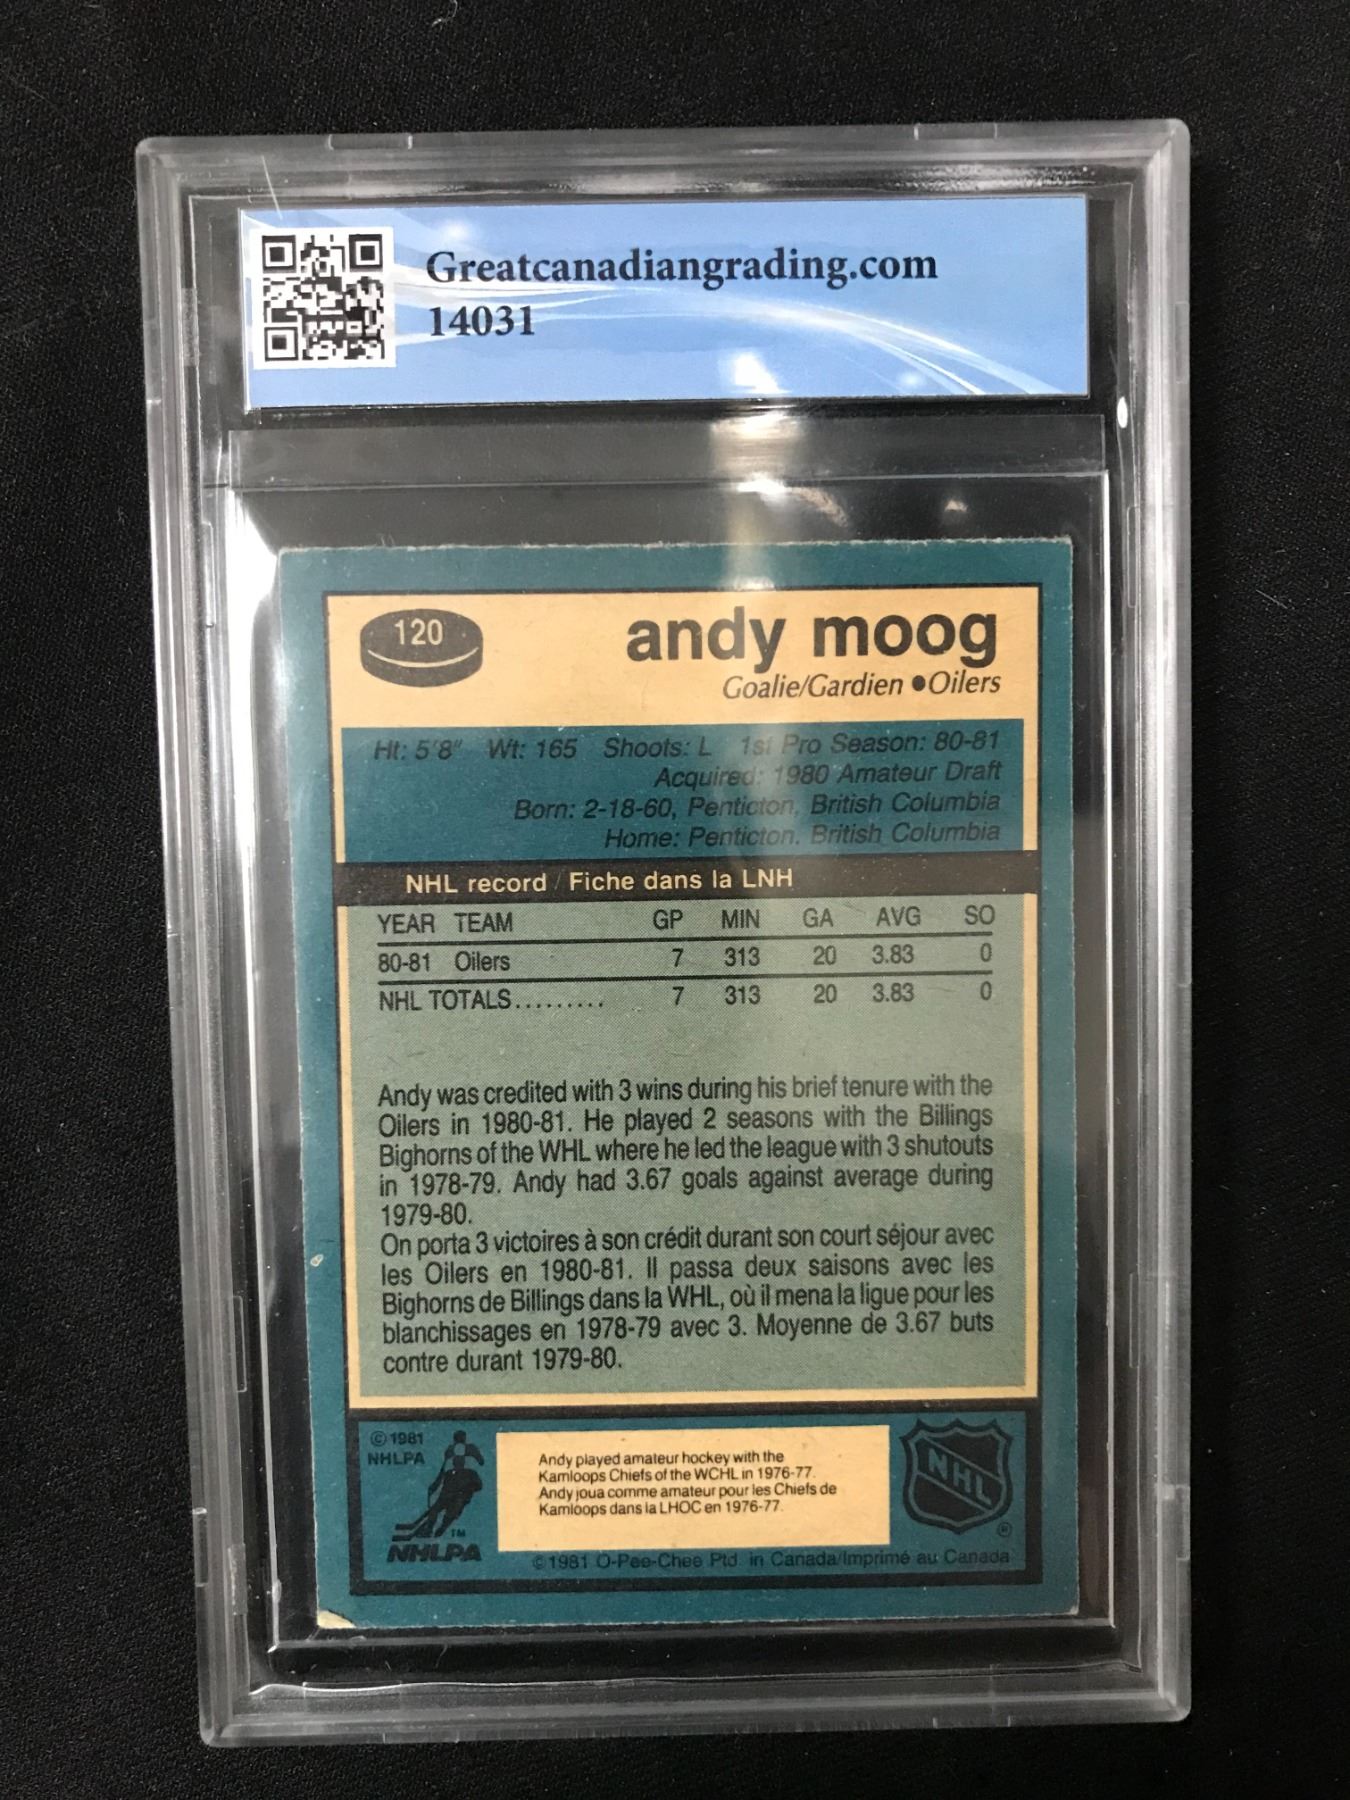 Greatcanadiangrading.com
14031
120
andy moog
Goalie/Gardien ● Oilers
Ht: 5'8" Wt: 165 Shoots: L 1st Pro Season: 80-81
Acquired: 1980 Amateur Draft
Born: 2-18-60, Penticton, British Columbia
Home: Penticton, British Columbia
NHL record / Fiche dans la LNH
YEAR TEAM GP MIN GA AVG SO
80-81 Oilers 7 313 20 3.83 0
NHL TOTALS......... 7 313 20 3.83 0
Andy was credited with 3 wins during his brief tenure with the
Oilers in 1980-81. He played 2 seasons with the Billings
Bighorns of the WHL where he led the league with 3 shutouts
in 1978-79. Andy had 3.67 goals against average during
1979-80.
On porta 3 victoires à son crédit durant son court séjour avec
les Oilers en 1980-81. Il passa deux saisons avec les
Bighorns de Billings dans la WHL, où il mena la ligue pour les
blanchissages en 1978-79 avec 3. Moyenne de 3.67 buts
contre durant 1979-80.
© 1981
NHLPA
TM
NHLPA
Andy played amateur hockey with the
Kamloops Chiefs of the WCHL in 1976-77.
Andy joua comme amateur pour les Chiefs de
Kamloops dans la LHOC en 1976-77.
NHL
®
© 1981 O-Pee-Chee Ptd. in Canada/Imprimé au Canada